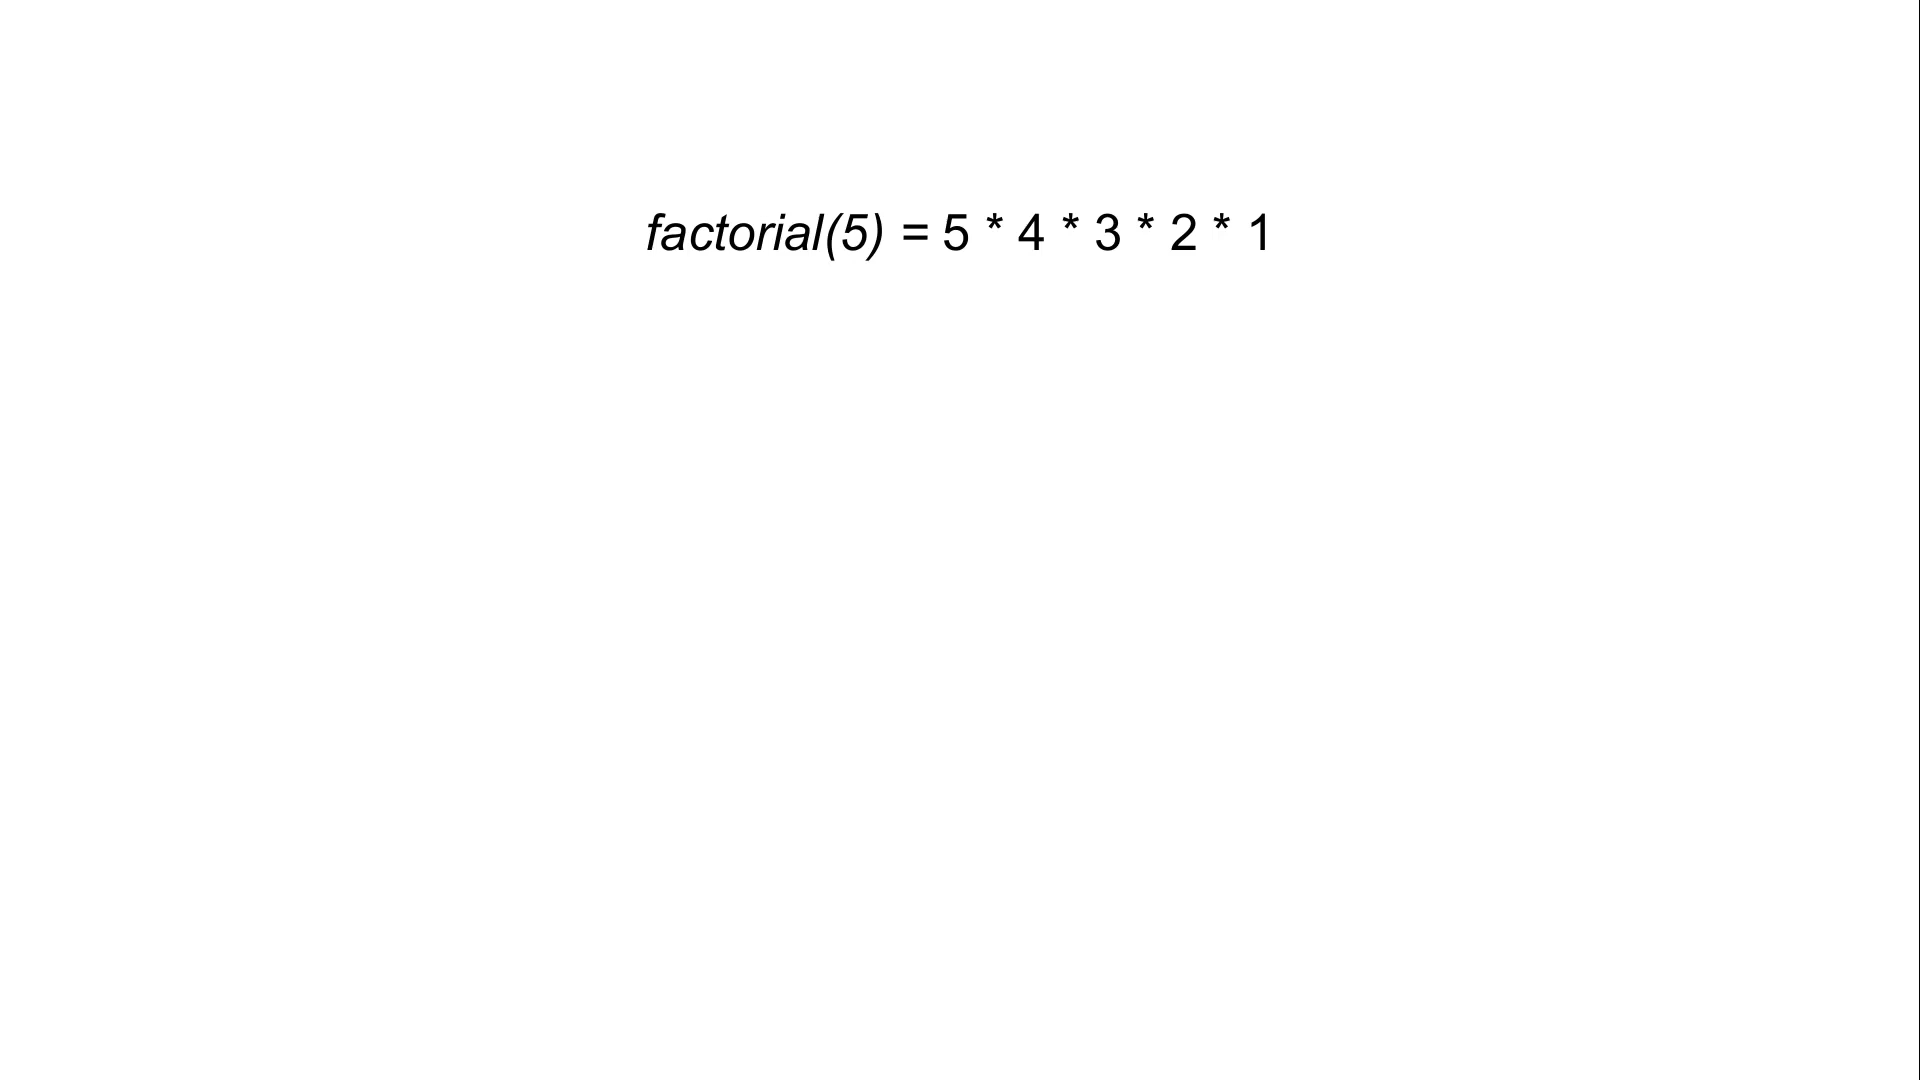 factorial(5) = 5 * 4 * 3 * 2 * 1